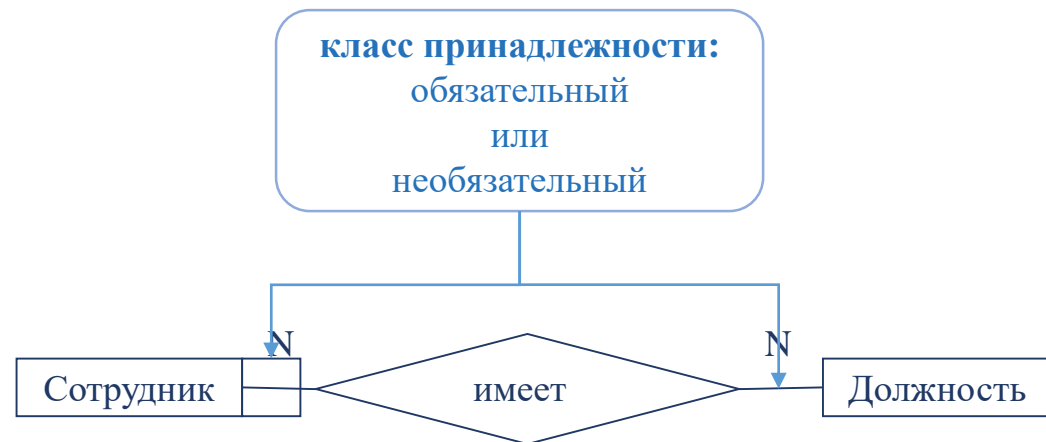 класс принадлежности:
обязательный
или
необязательный
N
N
Сотрудник
имеет
Должность